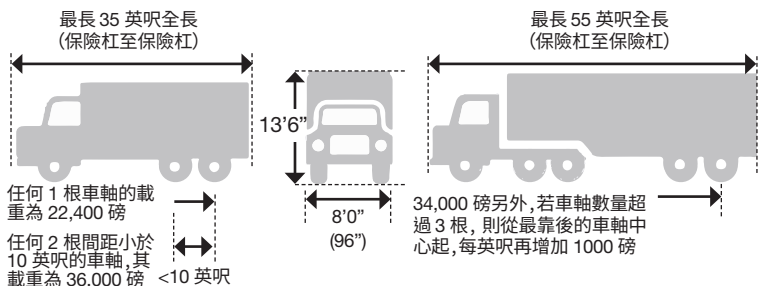 最長 35 英呎全長
(保險杠至保險杠)
最長 55 英呎全長
(保險杠至保險杠)
13’6”
任何 1 根車軸的載
重為 22,400 磅
任何 2 根間距小於
10 英呎的車軸,其
載重為 36,000 磅
<10 英呎
8’0”
(96”)
34,000 磅另外,若車軸數量超
過 3 根, 則從最靠後的車軸中
心起,每英呎再增加 1000 磅